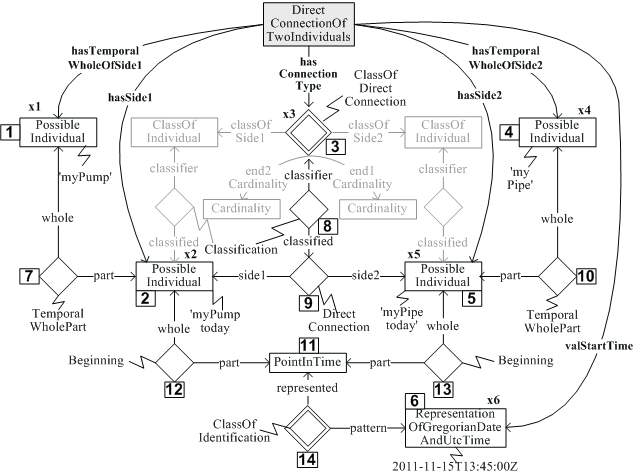 Direct
ConnectionOf
TwoIndividuals
hasTemporal
WholeOfSide1
has
Connection
Type
hasTemporal
WholeOfSide2
hasSide1
hasSide2
ClassOf
Direct
Connection
x1
x3
x4
1
Possible
Individual
'myPump'
ClassOf
Individual
classOf
Side1
3
classOf
Side2
ClassOf
Individual
4
Possible
Individual
'my
Pipe'
classifier
end2
Cardinality
classifier
end1
Cardinality
classifier
Cardinality
Cardinality
whole
8
whole
classified
Classification
classified
classified
x2
x5
7
part
Possible
Individual
2
side1
side2
Possible
Individual
5
part
10
Temporal
WholePart
'myPump
today'
9
Direct
Connection
'myPipe
today'
Temporal
WholePart
whole
whole
valStartTime
11
Beginning
part
PointInTime
part
Beginning
12
13
represented
6
x6
ClassOf
Identification
pattern
Representation
OfGregorianDate
AndUtcTime
14
2011-11-15T13:45:00Z